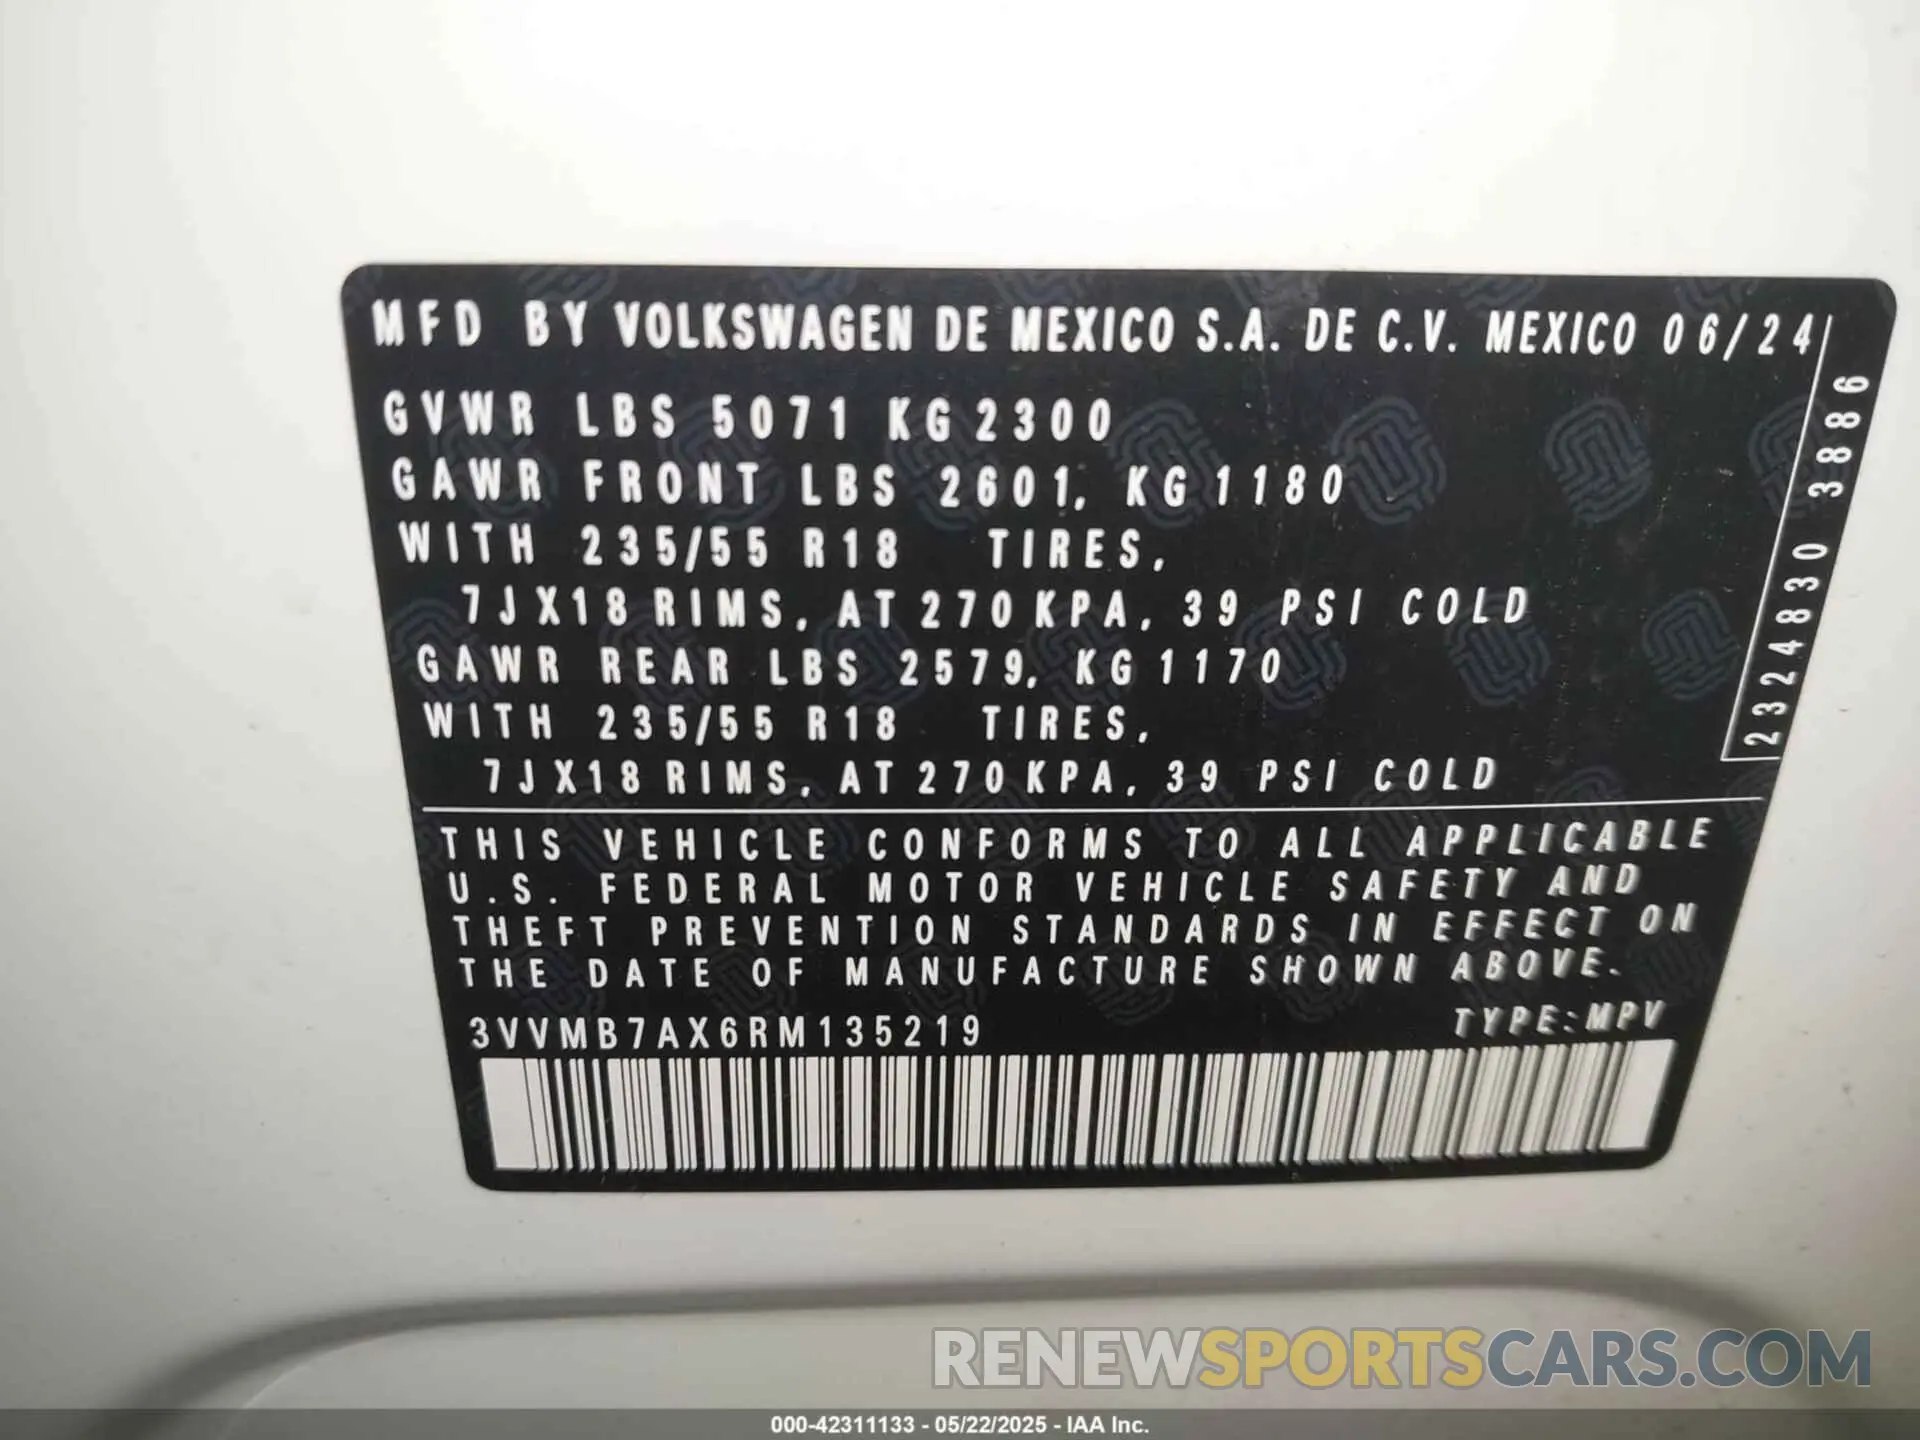 MFD BY VOLKSWAGEN DE MEXICO S.A. DE C.V. MEXICO 06/24
GVWR LBS 5071 KG 2300
GAWR FRONT LBS 2601, KG 1180
WITH 235/55 R18 TIRES,
7JX18 RIMS, AT 270 KPA, 39 PSI COLD
GAWR REAR LBS 2579, KG 1170
WITH 235/55 R18 TIRES,
7JX18 RIMS, AT 270 KPA, 39 PSI COLD
2324830 3886
THIS VEHICLE CONFORMS TO ALL APPLICABLE
U.S. FEDERAL MOTOR VEHICLE SAFETY AND
THEFT PREVENTION STANDARDS IN EFFECT ON
THE DATE OF MANUFACTURE SHOWN ABOVE.
3VVMB7AX6RM135219 TYPE:MPV
RENEWSPORTSCARS.COM
000-42311133 - 05/22/2025 - IAA Inc.